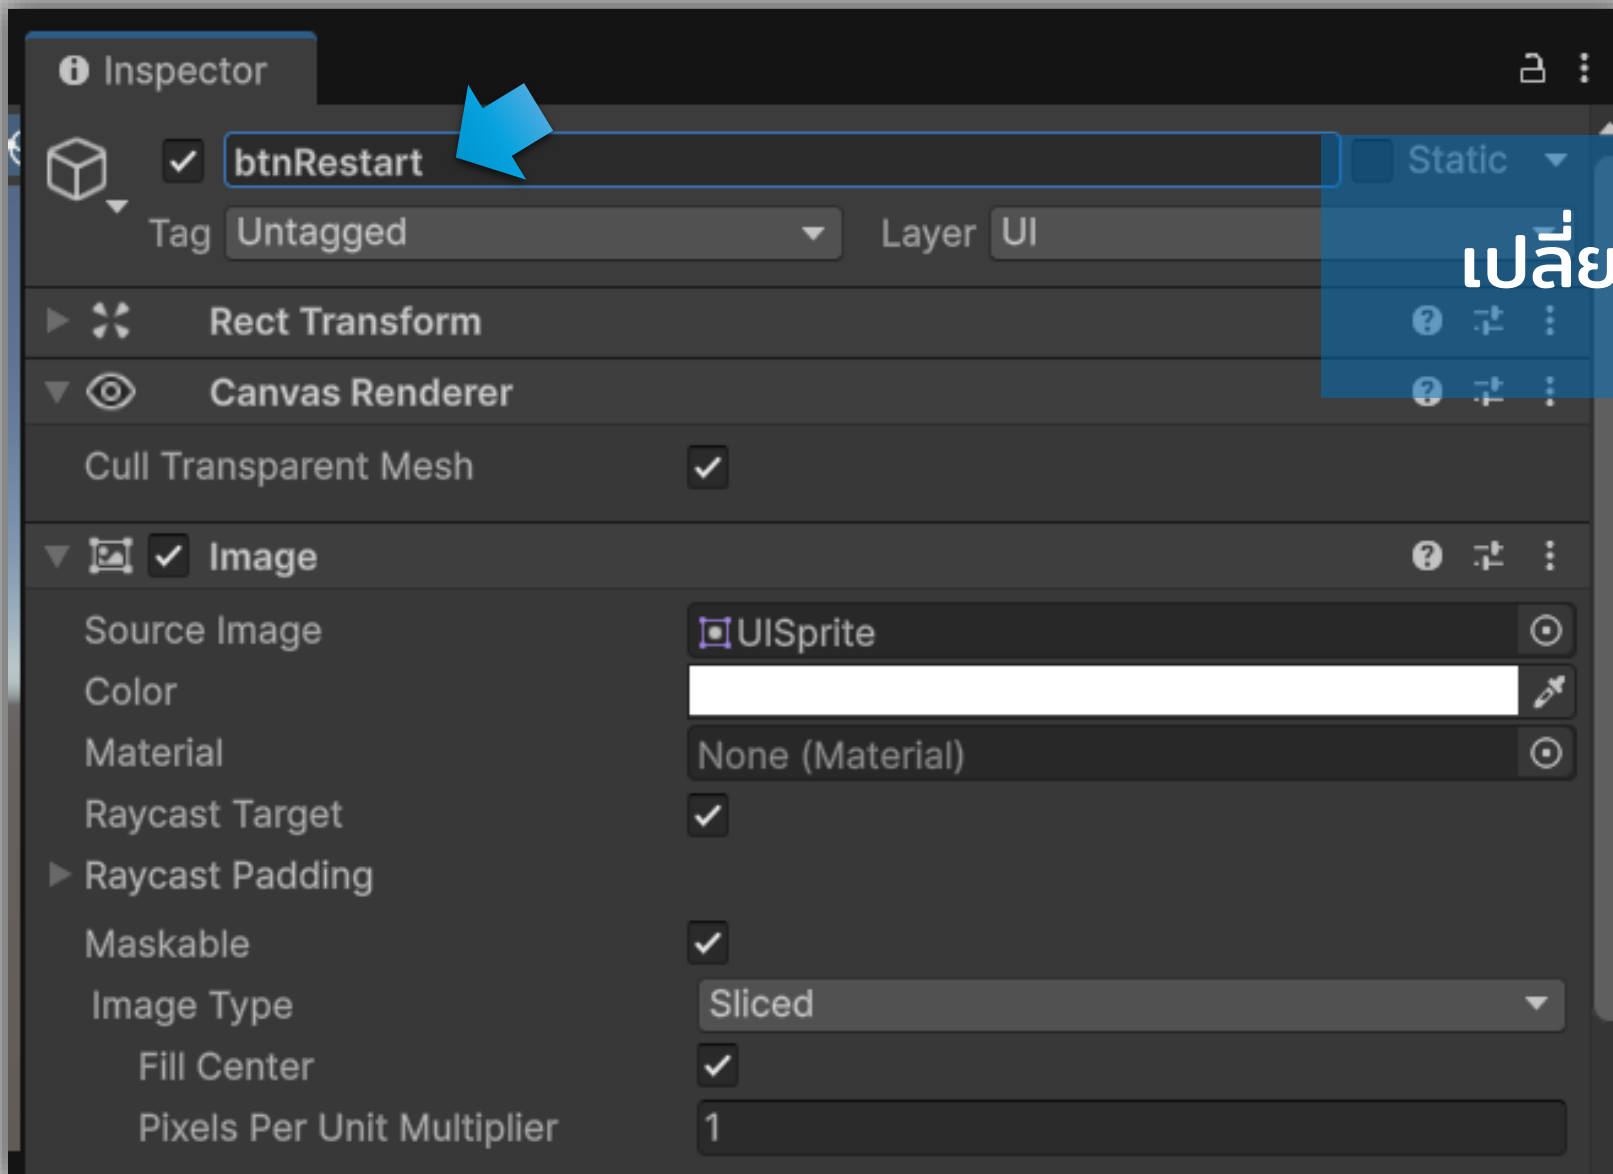 Inspector
btnRestart
Static
Tag Untagged Layer UI
เปลี่ย
Rect Transform
Canvas Renderer
Cull Transparent Mesh
Image
Source Image UISprite
Color
Material None (Material)
Raycast Target
Raycast Padding
Maskable
Image Type Sliced
Fill Center
Pixels Per Unit Multiplier 1